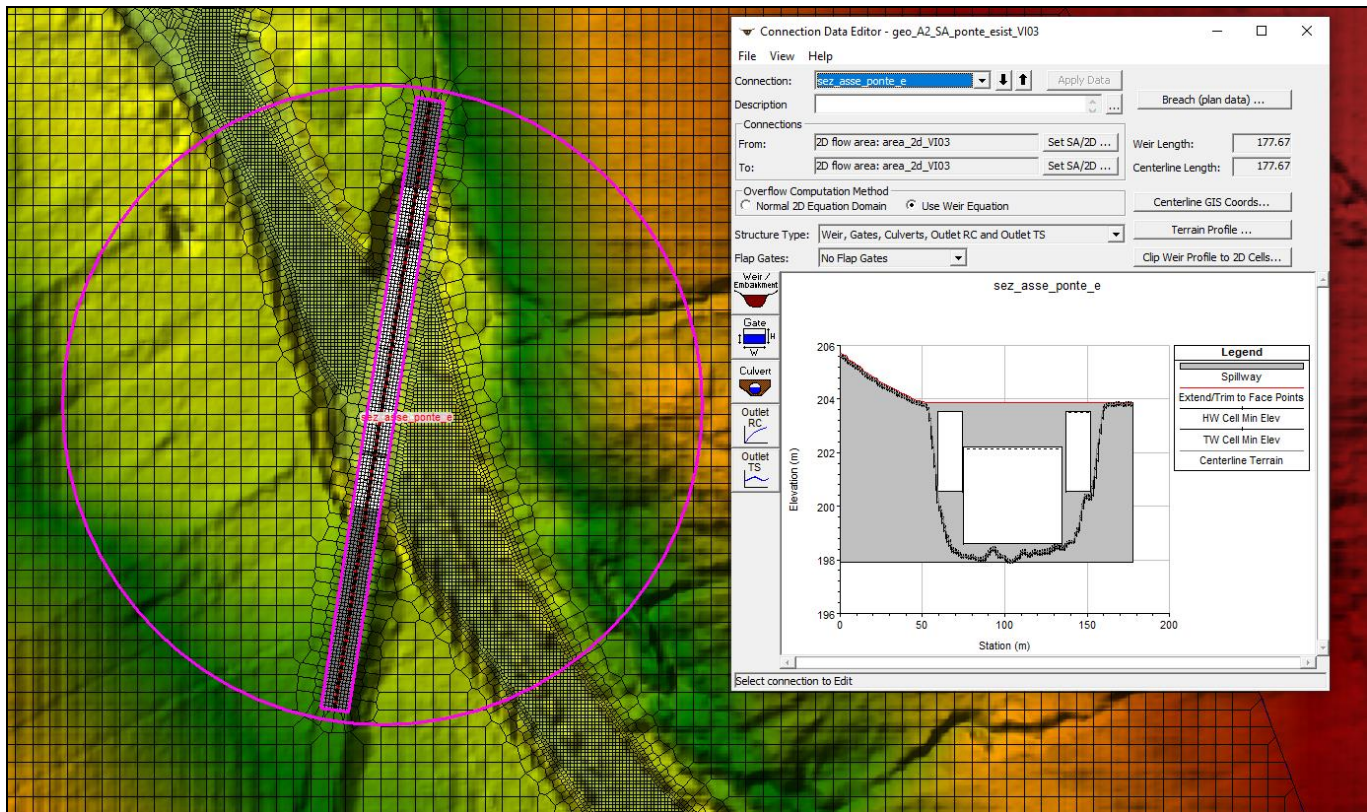 sez_asse_ponte_e
Connection Data Editor - geo_A2_SA_ponte_esist_VI03
File View Help
Connection: sez_asse_ponte_e Apply Data
Description ... Breach (plan data) ...
Connections
From: 2D flow area: area_2d_VI03 Set SA/2D ... Weir Length: 177.67
To: 2D flow area: area_2d_VI03 Set SA/2D ... Centerline Length: 177.67
Overflow Computation Method
Normal 2D Equation Domain Use Weir Equation Centerline GIS Coords...
Structure Type: Weir, Gates, Culverts, Outlet RC and Outlet TS Terrain Profile ...
Flap Gates: No Flap Gates Clip Weir Profile to 2D Cells...
Weir /
Embankment
Gate
H
W
Culvert
Outlet
RC
Outlet
TS
sez_asse_ponte_e
206
204
202
200
198
196
Elevation (m)
0 50 100 150 200
Station (m)
Legend
Spillway
Extend/Trim to Face Points
HW Cell Min Elev
TW Cell Min Elev
Centerline Terrain
Select connection to Edit